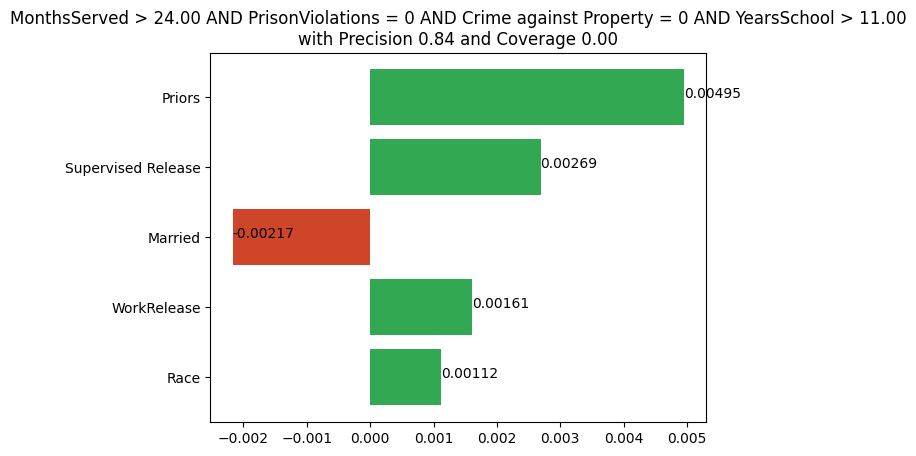 MonthsServed > 24.00 AND PrisonViolations = 0 AND Crime against Property = 0 AND YearsSchool > 11.00
with Precision 0.84 and Coverage 0.00
Priors
0.00495
Supervised Release
0.00269
Married
-0.00217
WorkRelease
0.00161
Race
0.00112
−0.002 −0.001 0.000 0.001 0.002 0.003 0.004 0.005